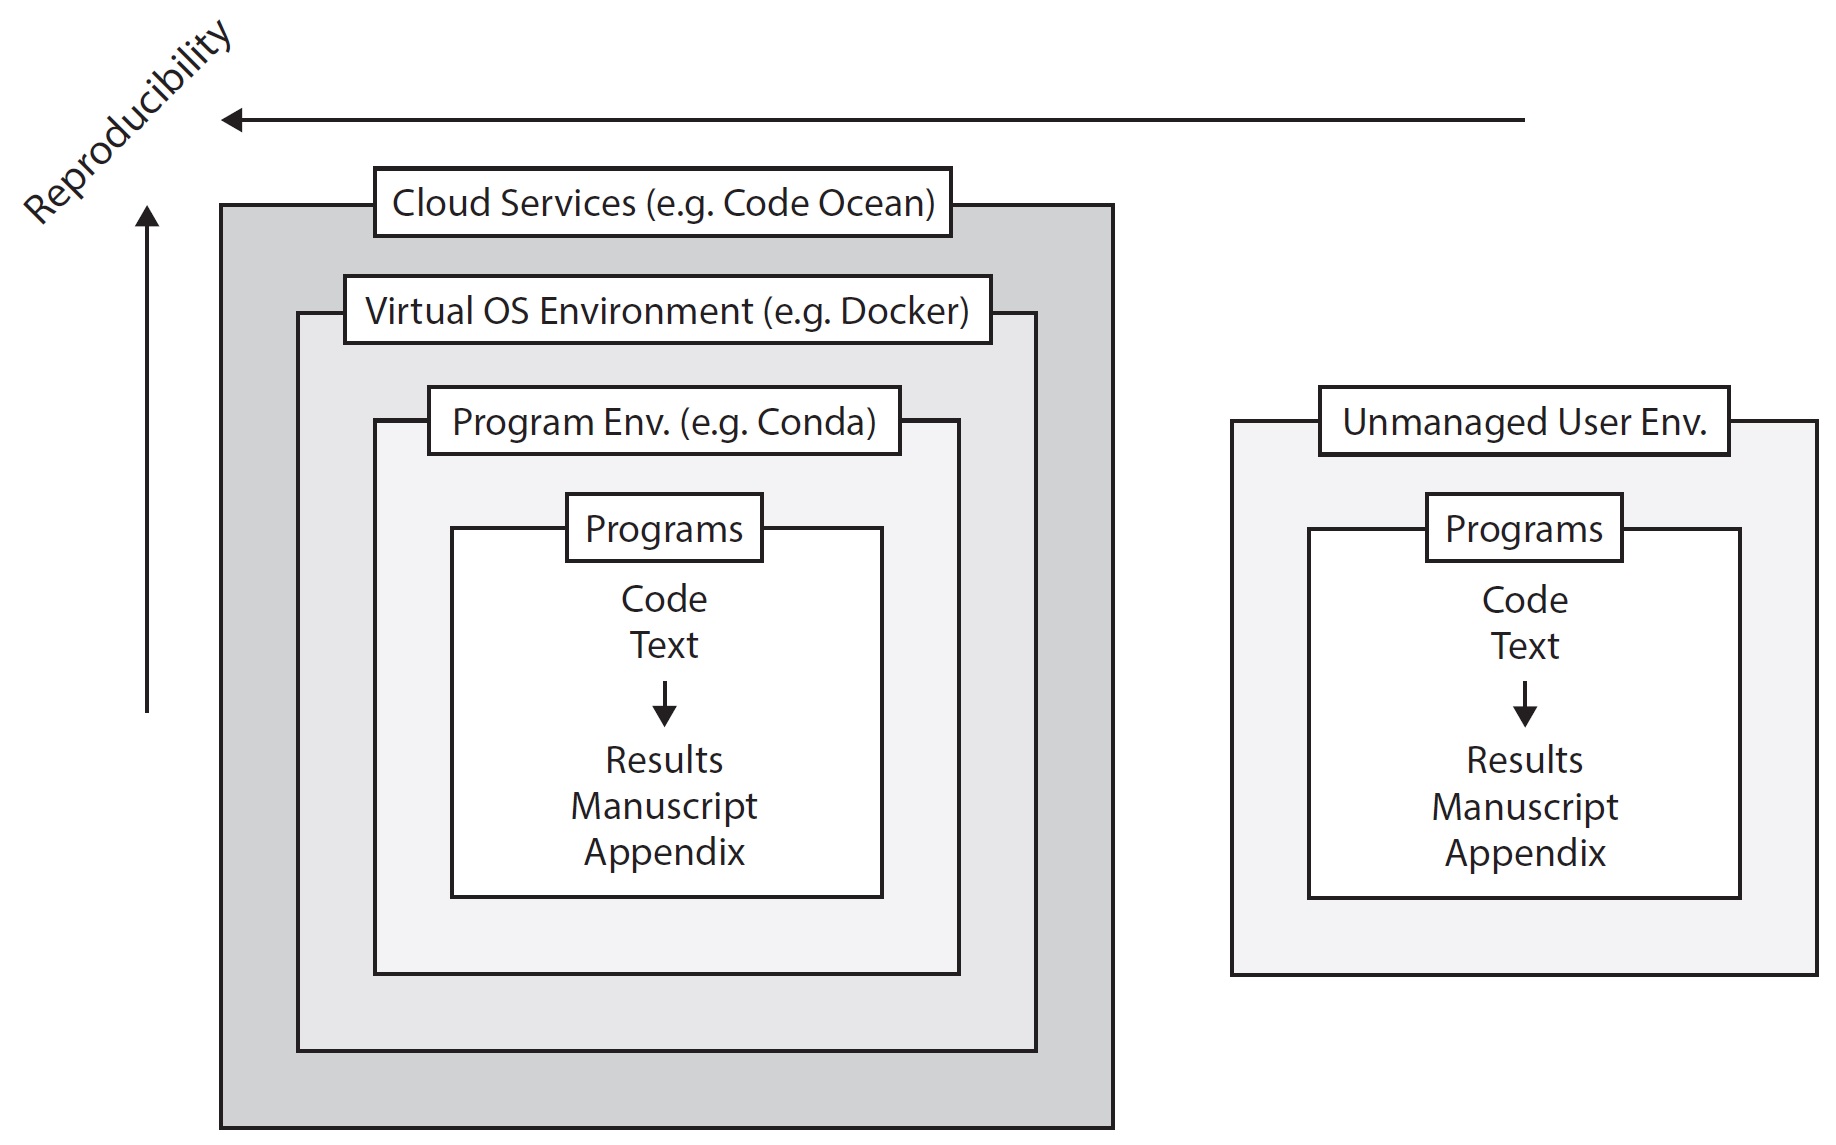 Reproducibility
Cloud Services (e.g. Code Ocean)
Virtual OS Environment (e.g. Docker)
Program Env. (e.g. Conda)
Programs
Code
Text
Results
Manuscript
Appendix
Unmanaged User Env.
Programs
Code
Text
Results
Manuscript
Appendix